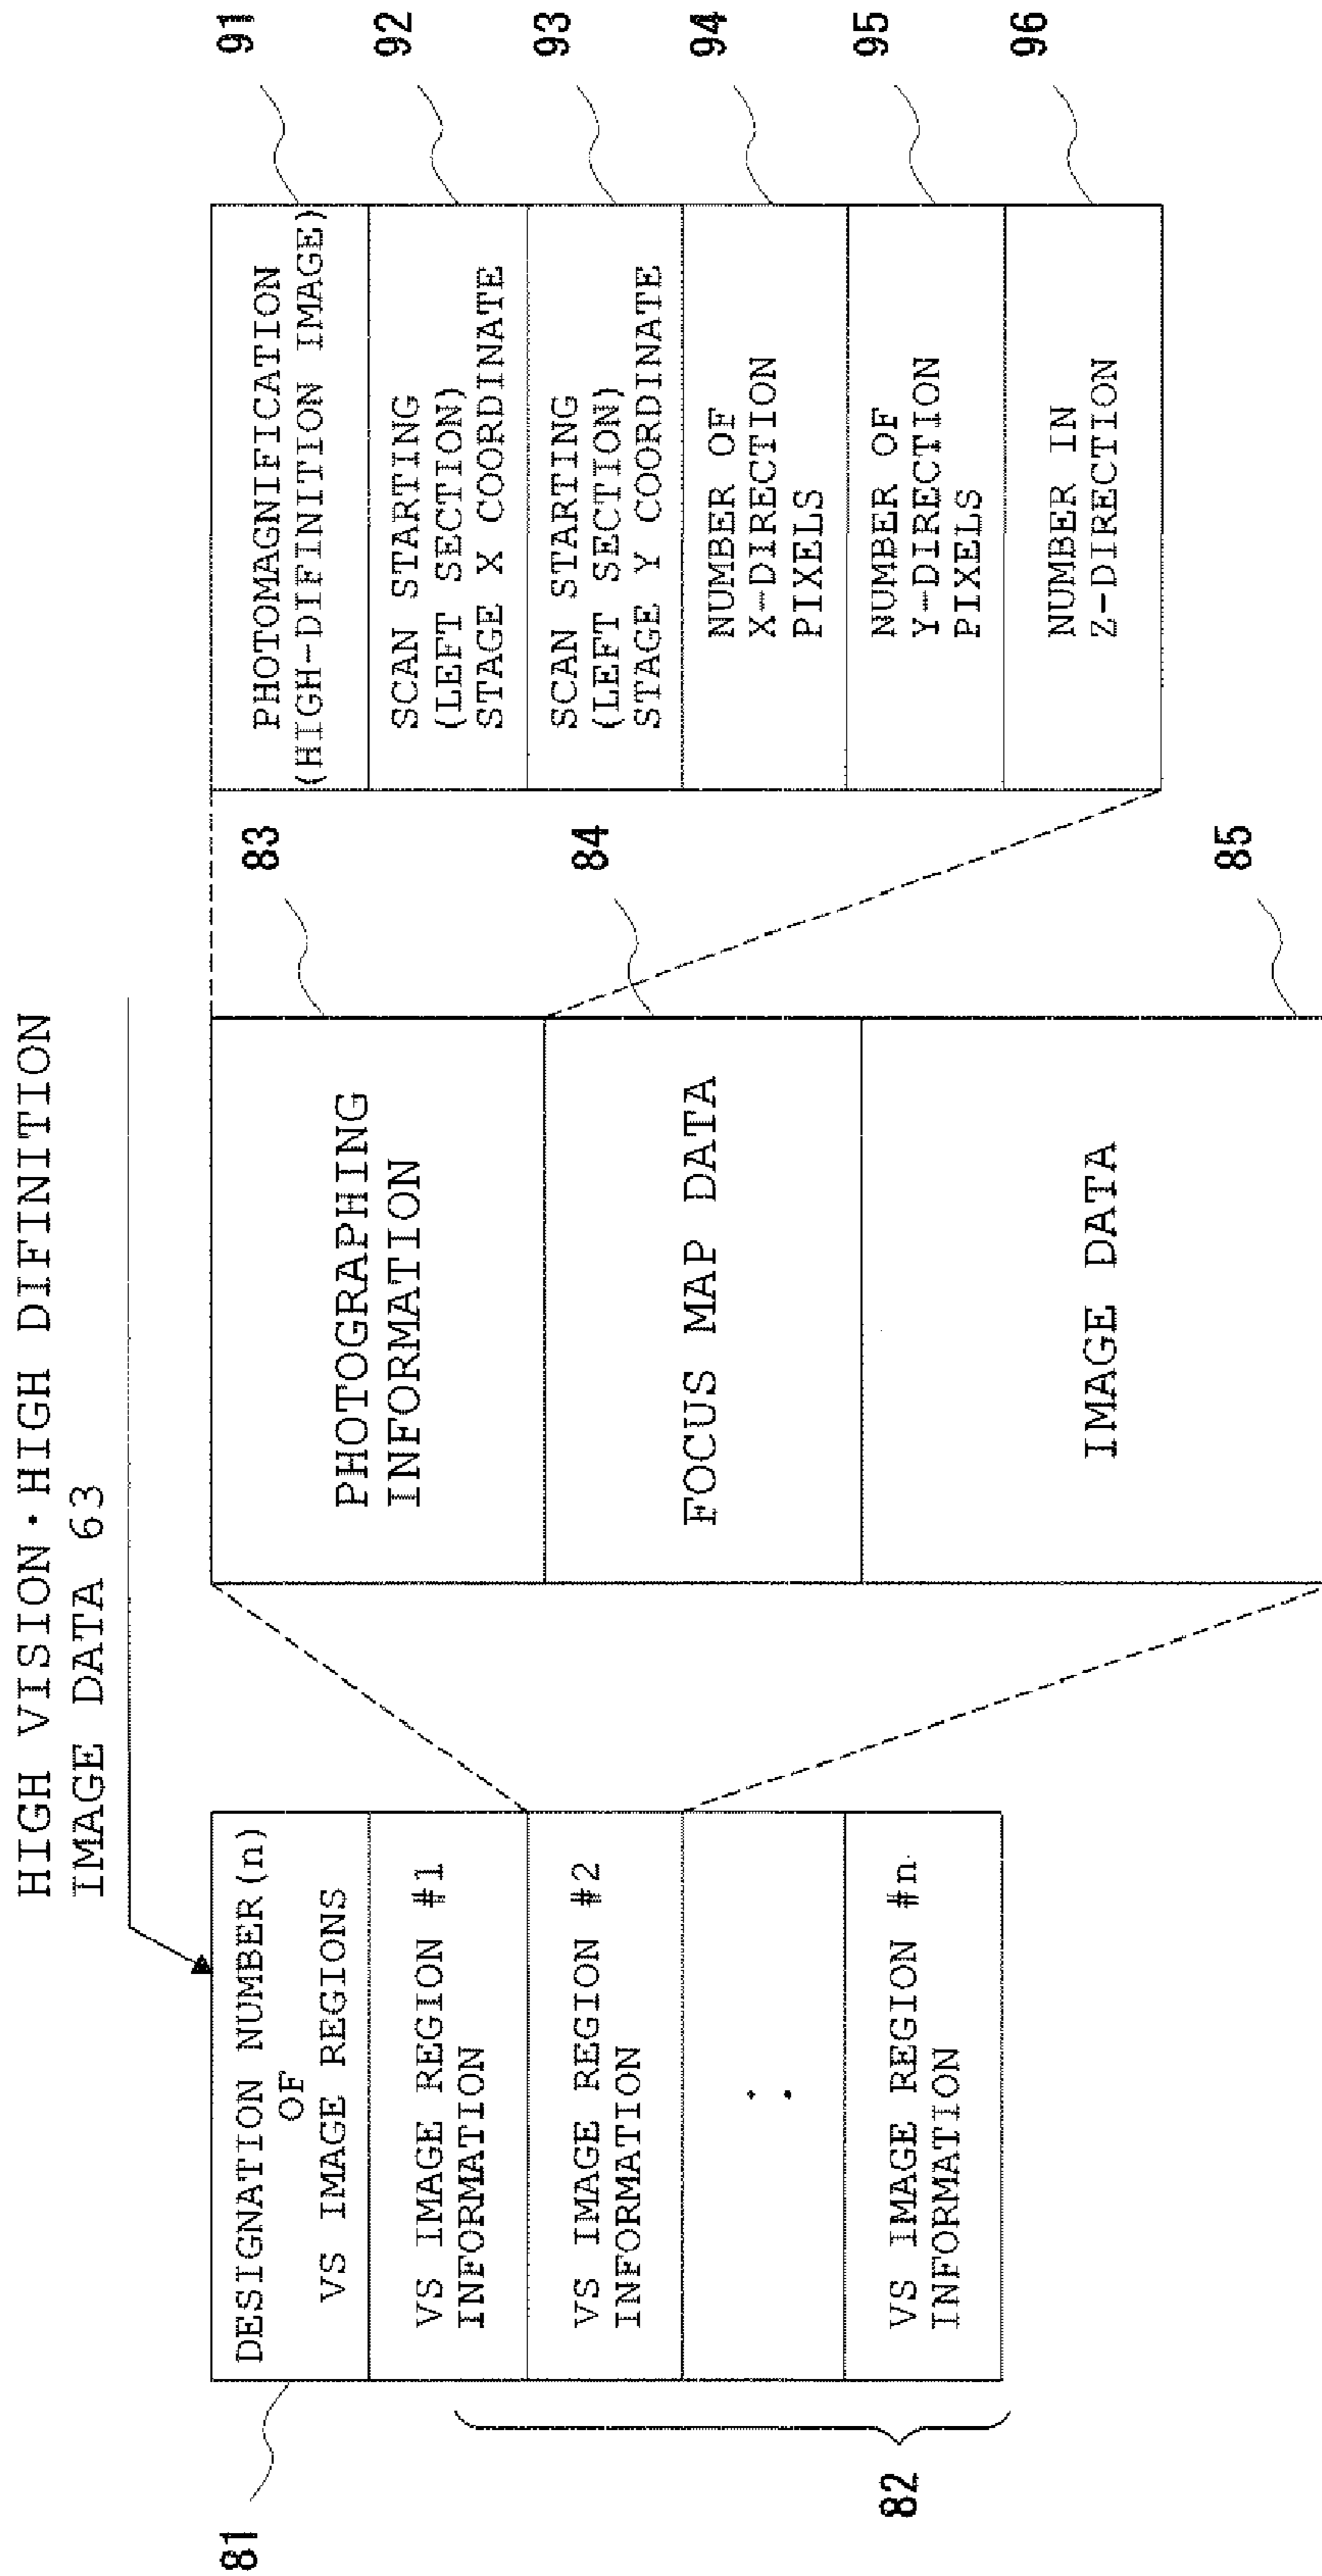 HIGH VISION・HIGH DIFINITION
IMAGE DATA 63
81
DESIGNATION NUMBER(n)
OF
VS IMAGE REGIONS
VS IMAGE REGION #1
INFORMATION
VS IMAGE REGION #2
INFORMATION
VS IMAGE REGION #n
INFORMATION
82
83
PHOTOGRAPHING
INFORMATION
84
FOCUS MAP DATA
85
IMAGE DATA
91
PHOTOMAGNIFICATION
(HIGH-DIFINITION IMAGE)
92
SCAN STARTING
(LEFT SECTION)
STAGE X COORDINATE
93
SCAN STARTING
(LEFT SECTION)
STAGE Y COORDINATE
94
NUMBER OF
X-DIRECTION
PIXELS
95
NUMBER OF
Y-DIRECTION
PIXELS
96
NUMBER IN
Z-DIRECTION